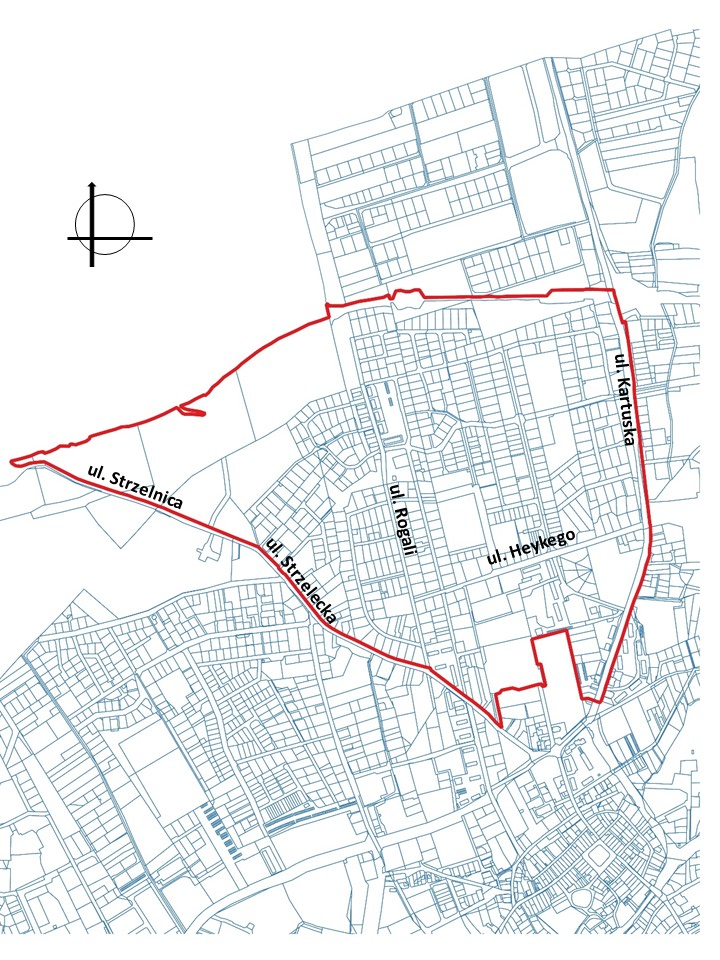 ul. Kartuska
ul. Strzelnica
ul. Rogali
ul. Heykego
ul. Strzelecka